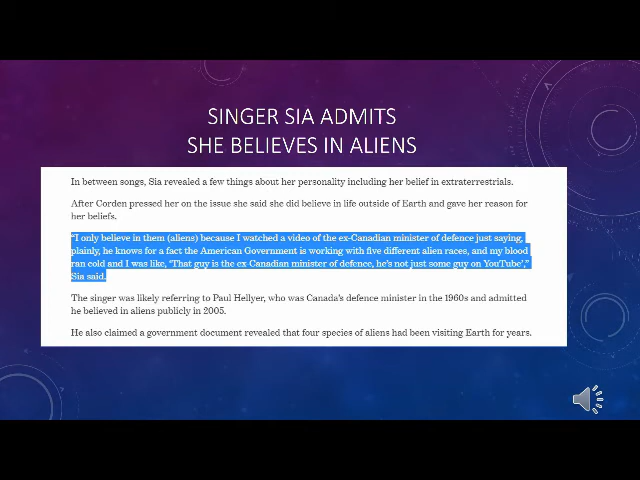 SINGER SIA ADMITS
SHE BELIEVES IN ALIENS
In between songs, Sia revealed a few things about her personality including her belief in extraterrestrials.
After Corden pressed her on the issue she said she did believe in life outside of Earth and gave her reason for
her beliefs.
“I only believe in them (aliens) because I watched a video of the ex-Canadian minister of defence just saying,
plainly, he knows for a fact the American Government is working with five different alien races, and my blood
ran cold and I was like, ‘That guy is the ex Canadian minister of defence, he’s not just some guy on YouTube’,”
Sia said.
The singer was likely referring to Paul Hellyer, who was Canada’s defence minister in the 1960s and admitted
he believed in aliens publicly in 2005.
He also claimed a government document revealed that four species of aliens had been visiting Earth for years.